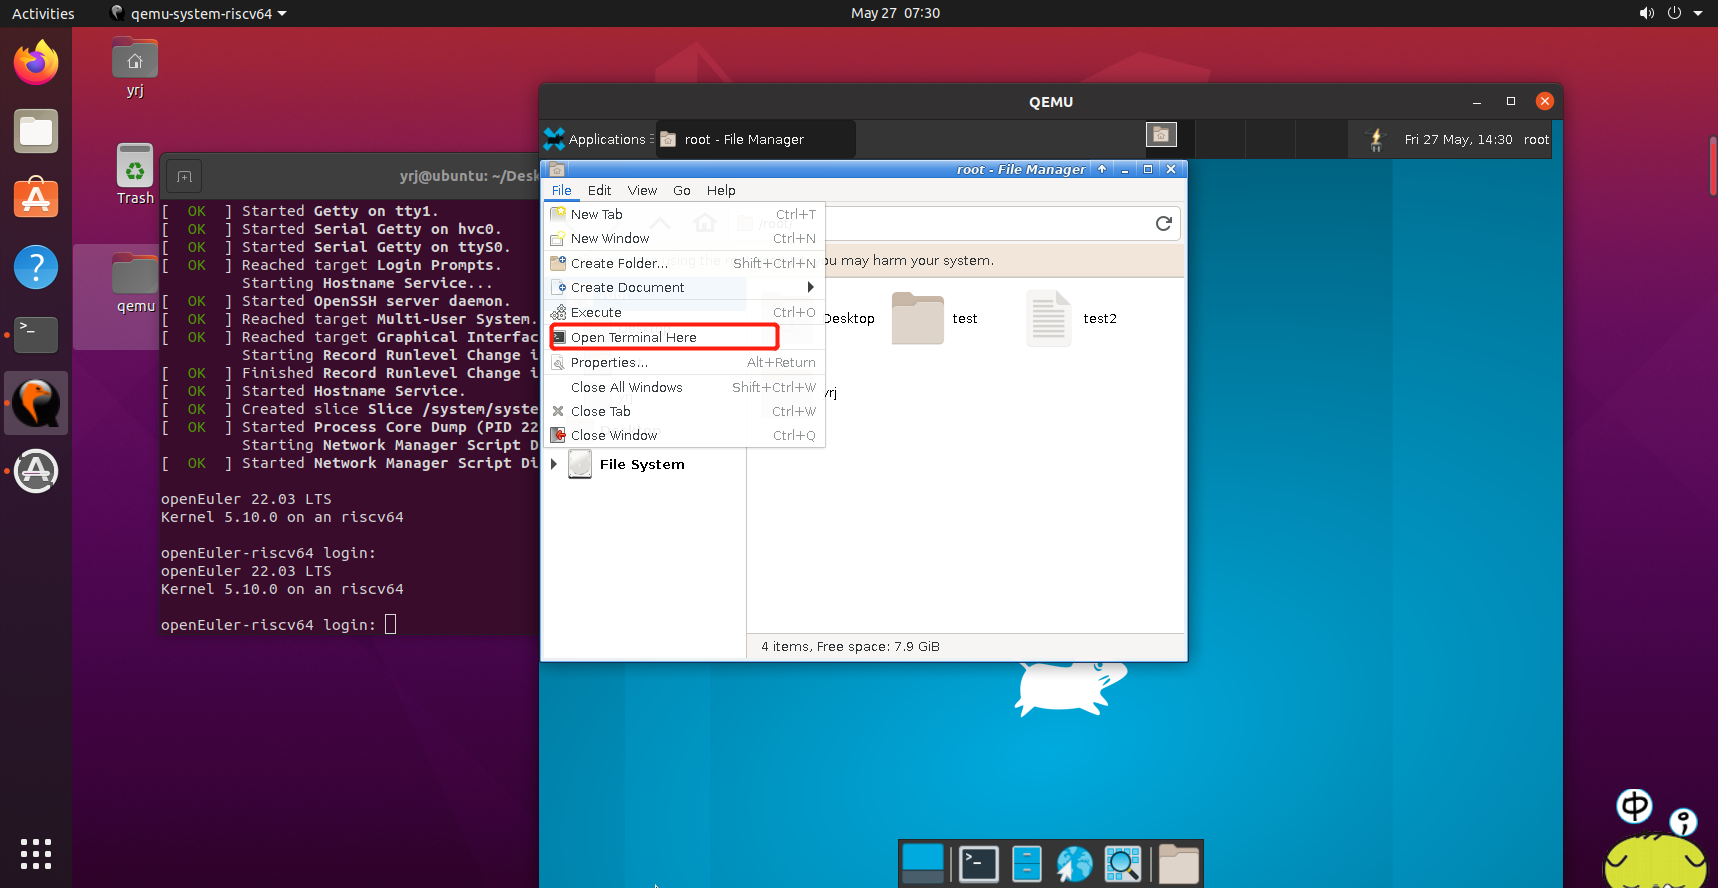 Activities
qemu-system-riscv64
May 27 07:30
yrj
Trash
qemu
yrj@ubuntu: ~/Desk
[ OK ] Started Getty on tty1.
[ OK ] Started Serial Getty on hvc0.
[ OK ] Started Serial Getty on ttyS0.
[ OK ] Reached target Login Prompts.
Starting Hostname Service...
[ OK ] Started OpenSSH server daemon.
[ OK ] Reached target Multi-User System.
[ OK ] Reached target Graphical Interfac
Starting Record Runlevel Change i
[ OK ] Finished Record Runlevel Change i
[ OK ] Started Hostname Service.
[ OK ] Created slice Slice /system/syste
[ OK ] Started Process Core Dump (PID 22
Starting Network Manager Script D
[ OK ] Started Network Manager Script Di
openEuler 22.03 LTS
Kernel 5.10.0 on an riscv64
openEuler-riscv64 login:
openEuler 22.03 LTS
Kernel 5.10.0 on an riscv64
openEuler-riscv64 login:
QEMU
Applications
root - File Manager
Fri 27 May, 14:30
root
root - File Manager
File Edit View Go Help
New Tab Ctrl+T
New Window Ctrl+N
Create Folder... Shift+Ctrl+N
Create Document
Execute Ctrl+O
Open Terminal Here
Properties... Alt+Return
Close All Windows Shift+Ctrl+W
Close Tab Ctrl+W
Close Window Ctrl+Q
/root/
using the ou may harm your system.
Desktop
test
test2
yrj
File System
4 items, Free space: 7.9 GiB
中